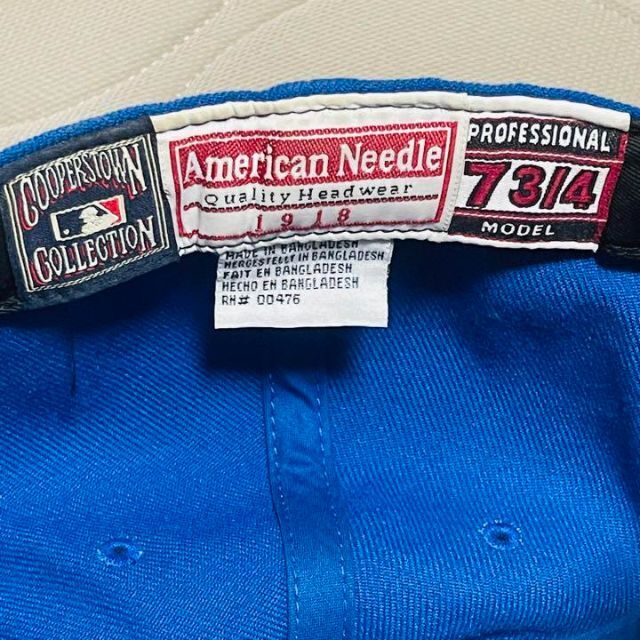 COOPERSTOWN
COLLECTION
American Needle
Quality Headwear
1918
PROFESSIONAL
7 3/4
MODEL
MADE IN BANGLADESH
HERGESTELLT IN BANGLADESH
FAIT EN BANGLADESH
HECHO EN BANGLADESH
RN# 00476